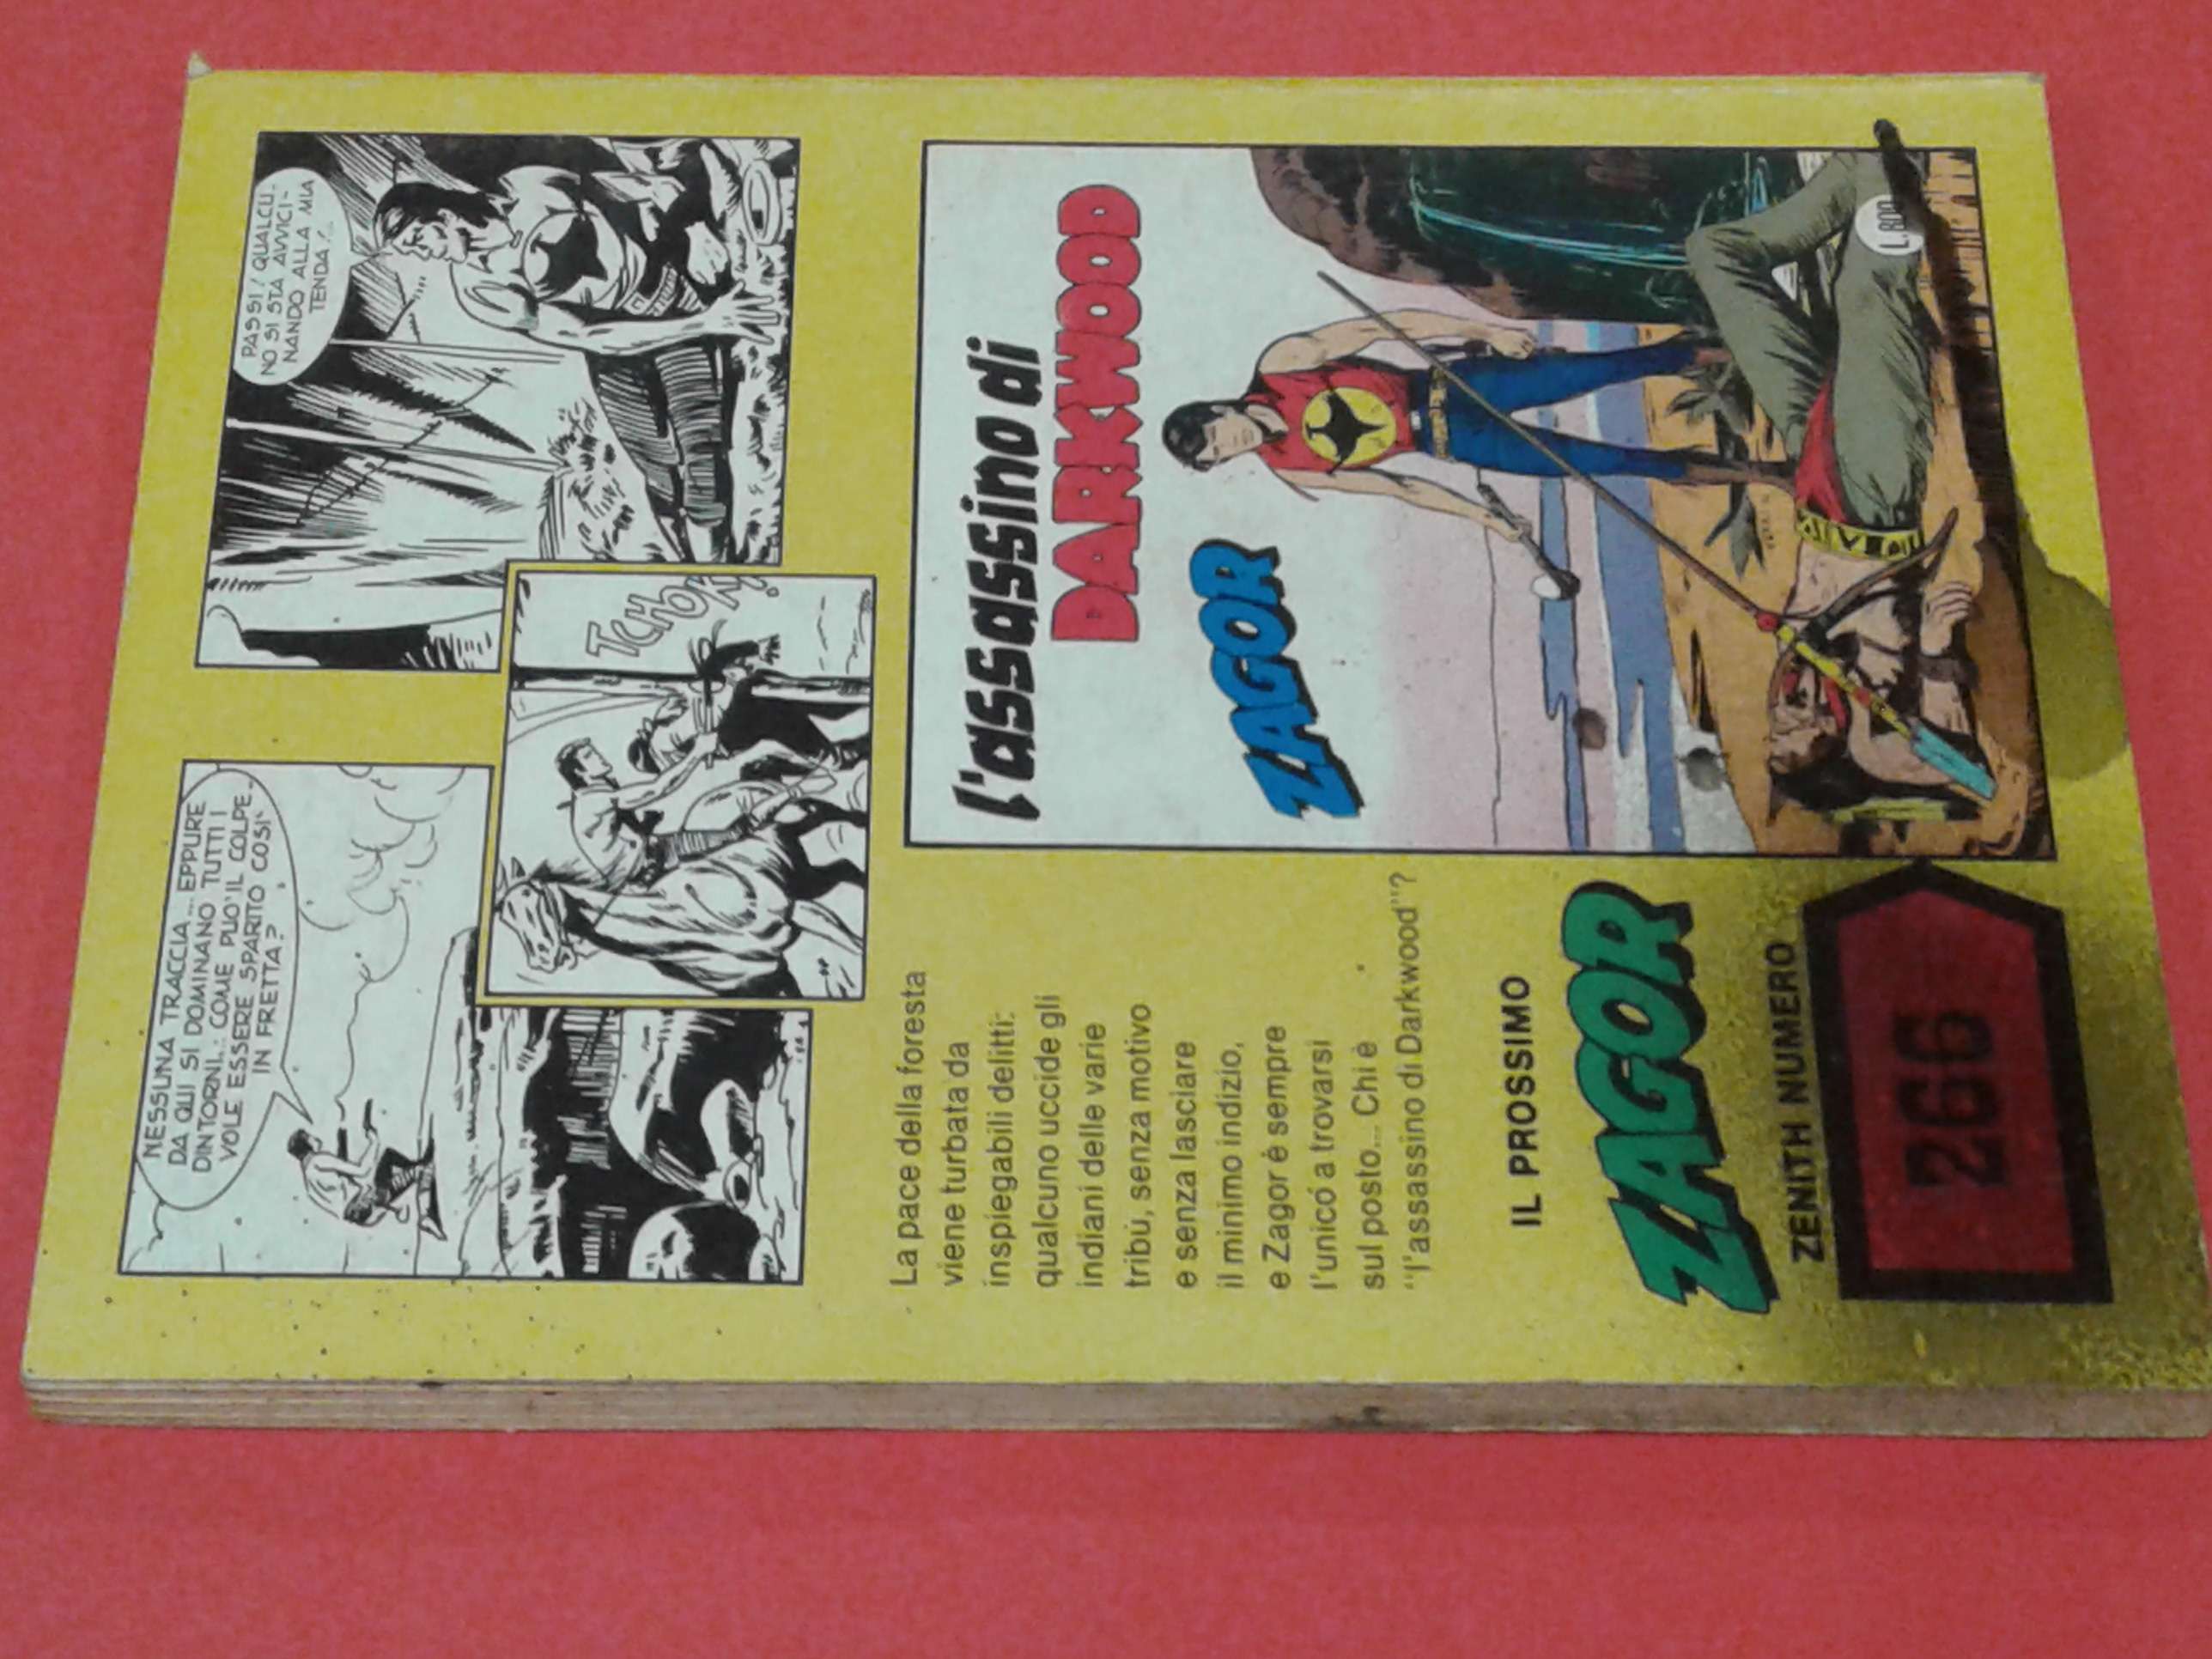 NESSUNA TRACCIA... EPPURE
DA QUI SI DOMINANO TUTTI I
DINTORNI... COME PUO' IL COLPE-
VOLE ESSERE SPARITO COSI'
IN FRETTA?
PASSI! QUALCU-
NO SI STA AVVICI-
NANDO ALLA MIA
TENDA!
TCHOK!
La pace della foresta
viene turbata da
inspiegabili delitti:
qualcuno uccide gli
indiani delle varie
tribù, senza motivo
e senza lasciare
il minimo indizio,
e Zagor è sempre
l'unico a trovarsi
sul posto... Chi è
"l'assassino di Darkwood"?
IL PROSSIMO
ZAGOR
ZENITH NUMERO
266
l'assassino di
DARKWOOD
ZAGOR
L. 800